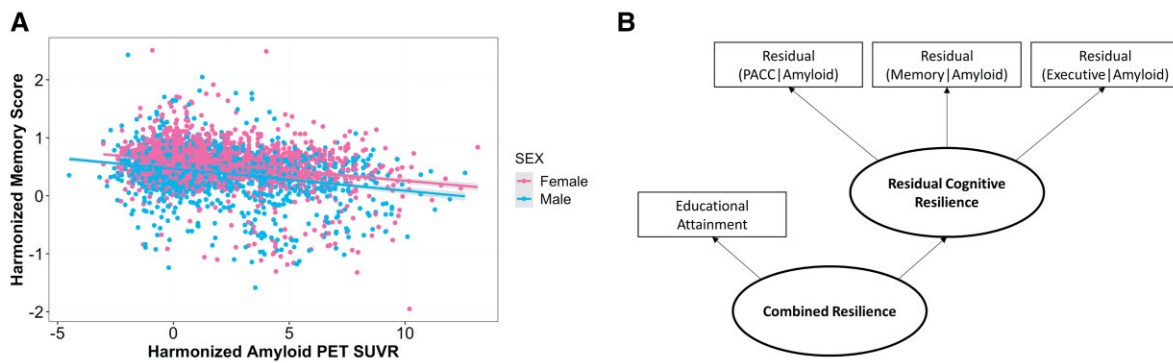 A
Harmonized Memory Score
2
1
0
-1
-2
-5
0
5
10
Harmonized Amyloid PET SUVR
SEX
Female
Male
B
Residual
(PACC|Amyloid)
Residual
(Memory|Amyloid)
Residual
(Executive|Amyloid)
Residual Cognitive
Resilience
Educational
Attainment
Combined Resilience